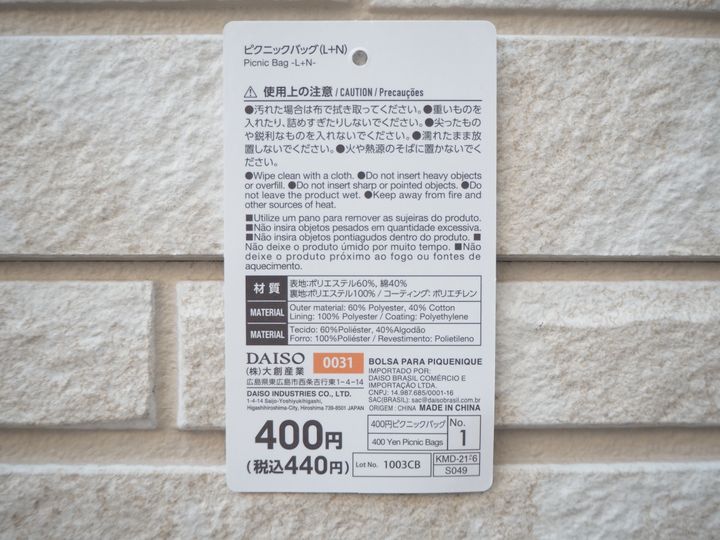 ピクニックバッグ(L+N)
Picnic Bag -L+N-
⚠ 使用上の注意 / CAUTION / Precauções
●汚れた場合は布で拭き取ってください。●重いものを
入れたり、詰めすぎたりしないでください。●尖ったもの
や鋭利なものを入れないでください。●濡れたまま放
置しないでください。●火や熱源のそばに置かないでく
ださい。
●Wipe clean with a cloth. ●Do not insert heavy objects
or overfill. ●Do not insert sharp or pointed objects. ●Do
not leave the product wet. ●Keep away from fire and
other sources of heat.
■Utilize um pano para remover as sujeiras do produto.
■Não insira objetos pesados em quantidade excessiva.
■Não insira objetos pontiagudos dentro do produto. ■
Não deixe o produto úmido por muito tempo. ■Não
deixe o produto próximo ao fogo ou fontes de
aquecimento.
材質 表地:ポリエステル60%, 綿40%
裏地:ポリエステル100% / コーティング: ポリエチレン
MATERIAL Outer material: 60% Polyester, 40% Cotton
Lining: 100% Polyester / Coating: Polyethylene
MATERIAL Tecido: 60%Poliéster, 40%Algodão
Forro: 100%Poliéster / Revestimento: Polietileno
DAISO 0031
(株)大創産業
広島県東広島市西条吉行東1-4-14
DAISO INDUSTRIES CO., LTD.
1-4-14 Saijo-Yoshiyukihigashi,
Higashihiroshima-City, Hiroshima 739-8501 JAPAN
BOLSA PARA PIQUENIQUE
IMPORTADO POR:
DAISO BRASIL COMÉRCIO E
IMPORTAÇÃO LTDA.
CNPJ : 14.987.685/0001-16
SAC(BRASIL): sac@daisobrasil.com.br
ORIGEM : CHINA MADE IN CHINA
400円
(税込440円)
400円ピクニックバッグ
400 Yen Picnic Bags
No.
1
Lot No. 1003CB
KMD-2126
S049